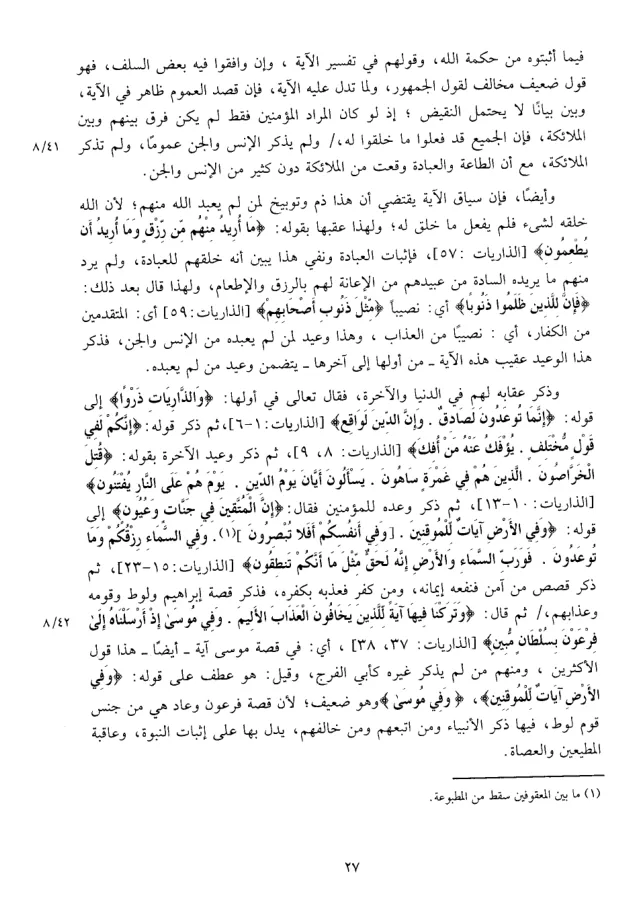 فيما أثبتوه من حكمة الله، وقولهم في تفسير الآية ، وإن وافقوا فيه بعض السلف، فهو
قول ضعيف مخالف لقول الجمهور، ولما تدل عليه الآية، فإن قصد العموم ظاهر في الآية،
وبين بيانًا لا يحتمل النقيض ؛ إذ لو كان المراد المؤمنين فقط لم يكن فرق بينهم وبين
الملائكة، فإن الجميع قد فعلوا ما خلقوا له،/ ولم يذكر الإنس والجن عمومًا، ولم تذكر
٨/٤١
الملائكة، مع أن الطاعة والعبادة وقعت من الملائكة دون كثير من الإنس والجن.
وأيضًا، فإن سياق الآية يقتضي أن هذا ذم وتوبيخ لمن لم يعبد الله منهم؛ لأن الله
خلقه لشىء فلم يفعل ما خلق له؛ ولهذا عقبها بقوله: ﴿مَا أُرِيدُ مِنْهُم مِّن رِّزْقٍ وَمَا أُرِيدُ أَن
يُطْعِمُونِ﴾ [الذاريات :٥٧]، فإثبات العبادة ونفي هذا يبين أنه خلقهم للعبادة، ولم يرد
منهم ما يريده السادة من عبيدهم من الإعانة لهم بالرزق والإطعام، ولهذا قال بعد ذلك:
﴿فَإِنَّ لِلَّذِينَ ظَلَمُوا ذَنُوبًا﴾ أي: نصيباً ﴿مِّثْلَ ذَنُوبِ أَصْحَابِهِمْ﴾ [الذاريات:٥٩] أى: المتقدمين
من الكفار، أي : نصيبًا من العذاب ، وهذا وعيد لمن لم يعبده من الإنس والجن، فذكر
هذا الوعيد عقيب هذه الآية ـ من أولها إلى آخرها ـ يتضمن وعيد من لم يعبده.
وذكر عقابه لهم في الدنيا والآخرة، فقال تعالى في أولها: ﴿وَالذَّارِيَاتِ ذَرْوًا﴾ إلى
قوله: ﴿إِنَّمَا تُوعَدُونَ لَصَادِقٌ . وَإِنَّ الدِّينَ لَوَاقِعٌ﴾ [الذاريات:١-٦]،ثم ذكر قوله: ﴿إِنَّكُمْ لَفِي
قَوْلٍ مُّخْتَلِفٍ . يُؤْفَكُ عَنْهُ مَنْ أُفِكَ﴾ [الذاريات: ٨، ٩]، ثم ذكر وعيد الآخرة بقوله: ﴿قُتِلَ
الْخَرَّاصُونَ . الَّذِينَ هُمْ فِي غَمْرَةٍ سَاهُونَ . يَسْأَلُونَ أَيَّانَ يَوْمُ الدِّينِ . يَوْمَ هُمْ عَلَى النَّارِ يُفْتَنُونَ﴾
[الذاريات: ١٠-١٣]، ثم ذكر وعده للمؤمنين فقال:﴿إِنَّ الْمُتَّقِينَ فِي جَنَّاتٍ وَعُيُونٍ﴾ إلى
قوله: ﴿وَفِي الأَرْضِ آيَاتٌ لِّلْمُوقِنِينَ . [وَفِي أَنفُسِكُمْ أَفَلا تُبْصِرُونَ ](١). وَفِي السَّمَاءِ رِزْقُكُمْ وَمَا
تُوعَدُونَ . فَوَرَبِّ السَّمَاءِ وَالأَرْضِ إِنَّهُ لَحَقٌّ مِّثْلَ مَا أَنَّكُمْ تَنطِقُونَ﴾ [الذاريات:١٥-٢٣]، ثم
ذكر قصص من آمن فنفعه إيمانه، ومن كفر فعذبه بكفره، فذكر قصة إبراهيم ولوط وقومه
وعذابهم،/ ثم قال: ﴿وَتَرَكْنَا فِيهَا آيَةً لِّلَّذِينَ يَخَافُونَ الْعَذَابَ الأَلِيمَ . وَفِي مُوسَىٰ إِذْ أَرْسَلْنَاهُ إِلَىٰ
٨/٤٢
فِرْعَوْنَ بِسُلْطَانٍ مُّبِينٍ﴾ [الذاريات: ٣٧، ٣٨] ، أي: في قصة موسى آية ـ أيضًا ـ هذا قول
الأكثرين ، ومنهم من لم يذكر غيره كأبي الفرج، وقيل: هو عطف على قوله: ﴿وَفِي
الأَرْضِ آيَاتٌ لِّلْمُوقِنِينَ﴾، ﴿ وَفِي مُوسَىٰ ﴾وهو ضعيف؛ لأن قصة فرعون وعاد هي من جنس
قوم لوط، فيها ذكر الأنبياء ومن اتبعهم ومن خالفهم، يدل بها على إثبات النبوة، وعاقبة
المطيعين والعصاة.
(١) ما بين المعقوفين سقط من المطبوعة.
٢٧